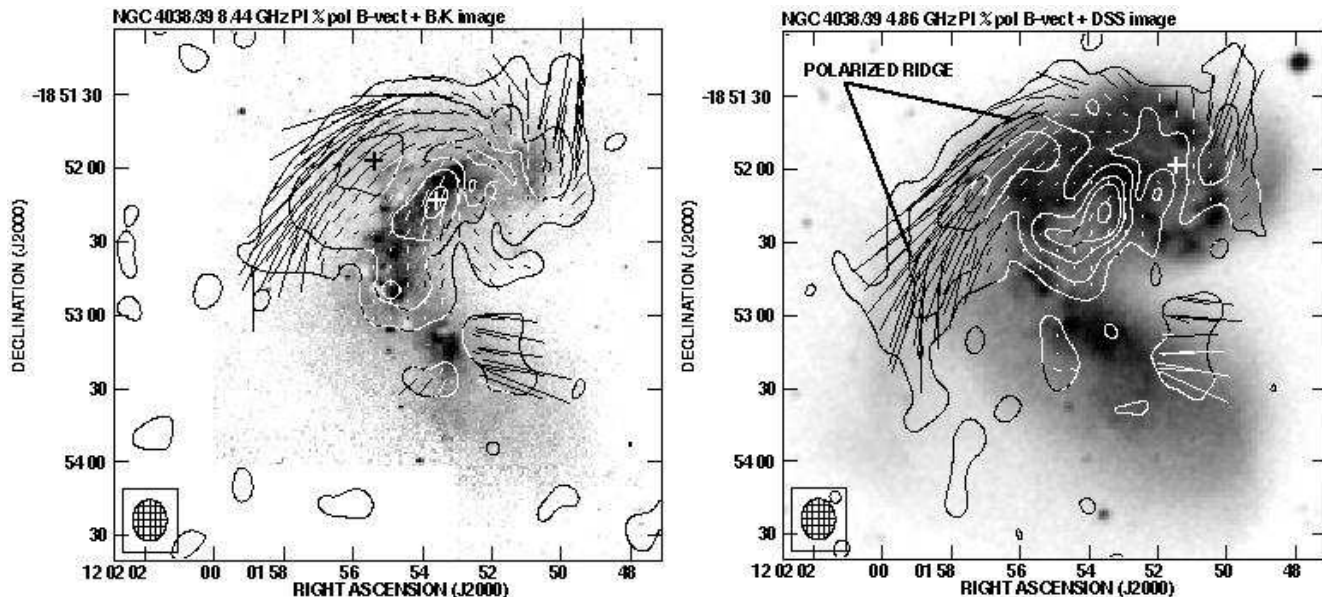 NGC 4038/39 8.44 GHz PI % pol B-vect + B.K image
DECLINATION (J2000)
-18 51 30
52 00
30
53 00
30
54 00
30
12 02 02 00 01 58 56 54 52 50 48
RIGHT ASCENSION (J2000)
NGC 4038/39 4.86 GHz PI % pol B-vect + DSS image
POLARIZED RIDGE
DECLINATION (J2000)
-18 51 30
52 00
30
53 00
30
54 00
30
12 02 02 00 01 58 56 54 52 50 48
RIGHT ASCENSION (J2000)